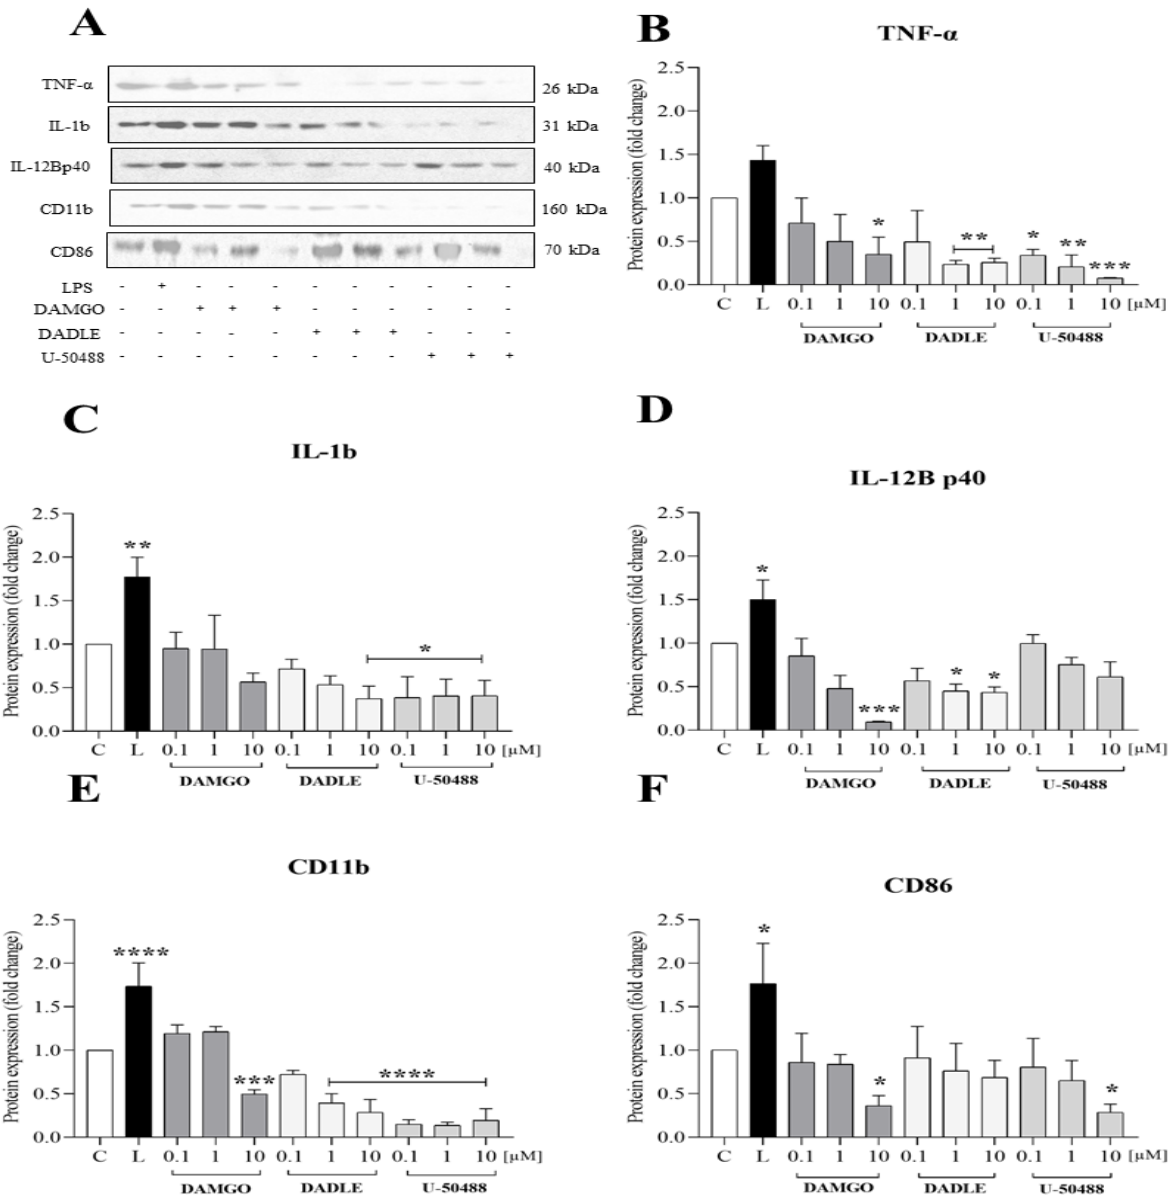 A
TNF-α 26 kDa
IL-1b 31 kDa
IL-12Bp40 40 kDa
CD11b 160 kDa
CD86 70 kDa
LPS - + - - - - - - - - -
DAMGO - - + + + - - - - - -
DADLE - - - - - + + + - - -
U-50488 - - - - - - - - + + +
B
TNF-α
Protein expression (fold change)
2.5
2.0
1.5
1.0
0.5
0.0
* ** * ** ***
C L 0.1 1 10 0.1 1 10 0.1 1 10 [µM]
DAMGO DADLE U-50488
C
IL-1b
Protein expression (fold change)
2.5
2.0
1.5
1.0
0.5
0.0
** *
C L 0.1 1 10 0.1 1 10 0.1 1 10 [µM]
DAMGO DADLE U-50488
D
IL-12B p40
Protein expression (fold change)
2.5
2.0
1.5
1.0
0.5
0.0
* *** * *
C L 0.1 1 10 0.1 1 10 0.1 1 10 [µM]
DAMGO DADLE U-50488
E
CD11b
Protein expression (fold change)
2.5
2.0
1.5
1.0
0.5
0.0
**** *** ****
C L 0.1 1 10 0.1 1 10 0.1 1 10 [µM]
DAMGO DADLE U-50488
F
CD86
Protein expression (fold change)
2.5
2.0
1.5
1.0
0.5
0.0
* * *
C L 0.1 1 10 0.1 1 10 0.1 1 10 [µM]
DAMGO DADLE U-50488